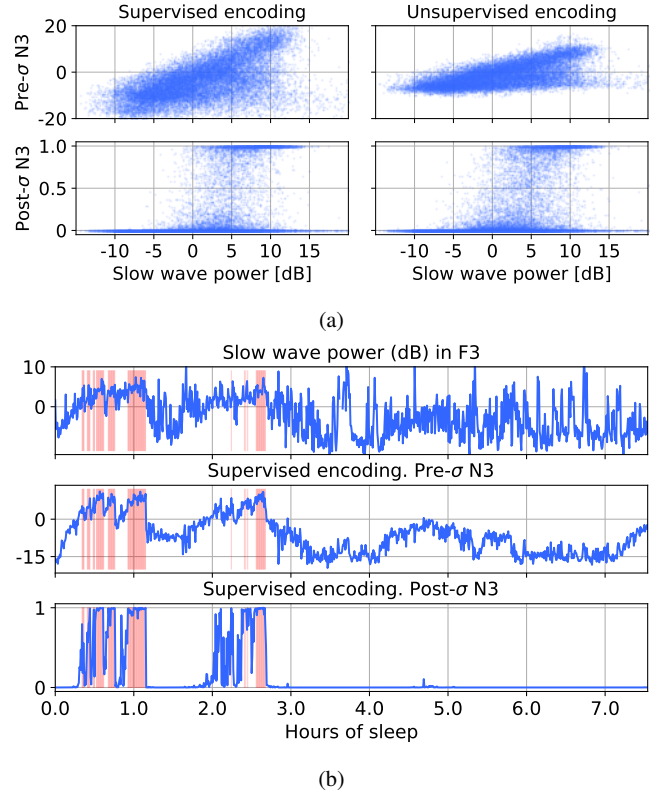 Supervised encoding
Unsupervised encoding
Pre-σ N3
20
0
-20
Post-σ N3
1.0
0.5
0
-10 -5 0 5 10 15
-10 -5 0 5 10 15
Slow wave power [dB]
Slow wave power [dB]
(a)
Slow wave power (dB) in F3
10
0
Supervised encoding. Pre-σ N3
0
-15
Supervised encoding. Post-σ N3
1
0
0.0 1.0 2.0 3.0 4.0 5.0 6.0 7.0
Hours of sleep
(b)